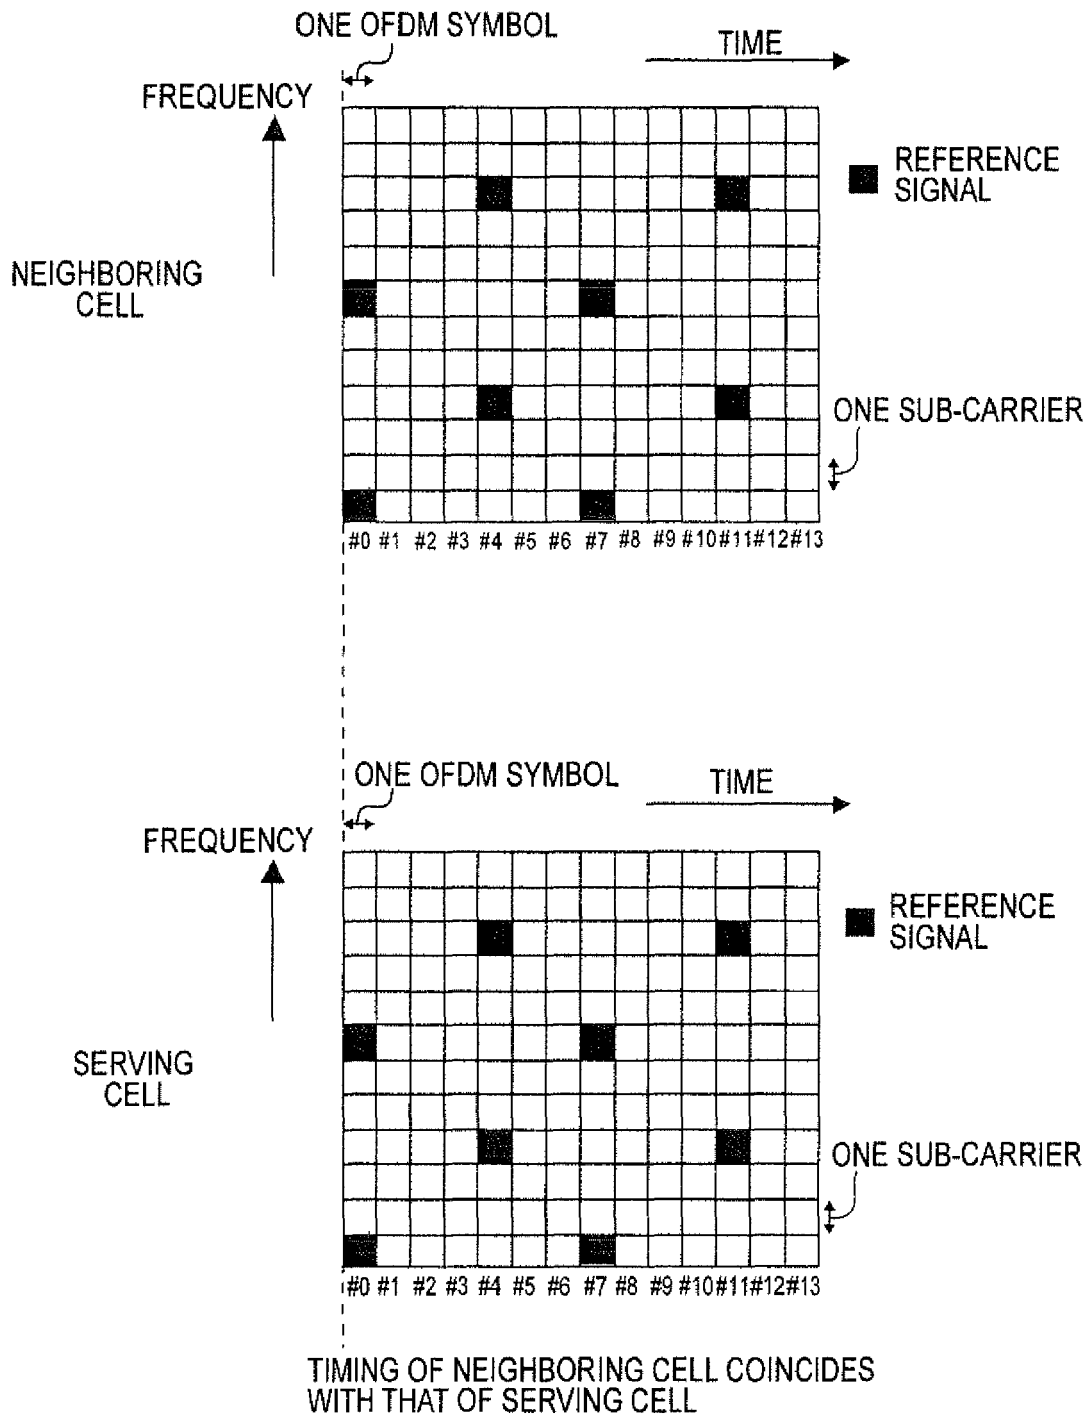 ONE OFDM SYMBOL
TIME
FREQUENCY
REFERENCE
SIGNAL
NEIGHBORING
CELL
ONE SUB-CARRIER
#0 #1 #2 #3 #4 #5 #6 #7 #8 #9 #10 #11 #12 #13
ONE OFDM SYMBOL
TIME
FREQUENCY
REFERENCE
SIGNAL
SERVING
CELL
ONE SUB-CARRIER
#0 #1 #2 #3 #4 #5 #6 #7 #8 #9 #10 #11 #12 #13
TIMING OF NEIGHBORING CELL COINCIDES
WITH THAT OF SERVING CELL